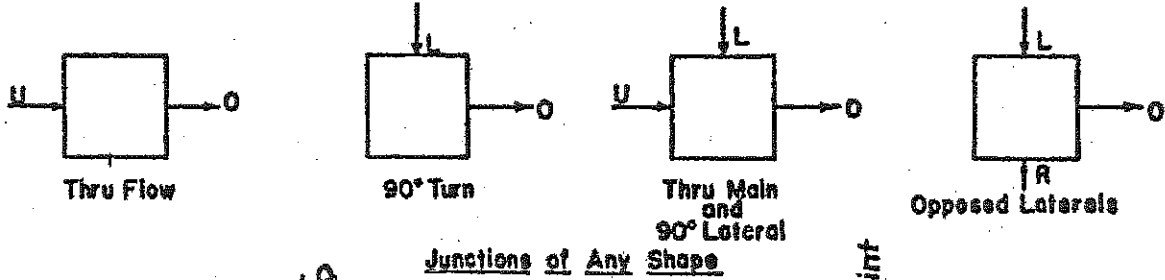 L L L
U O O U O O
R
Thru Flow 90° Turn Thru Main Opposed Laterals
and
90° Lateral
Junctions of Any Shape